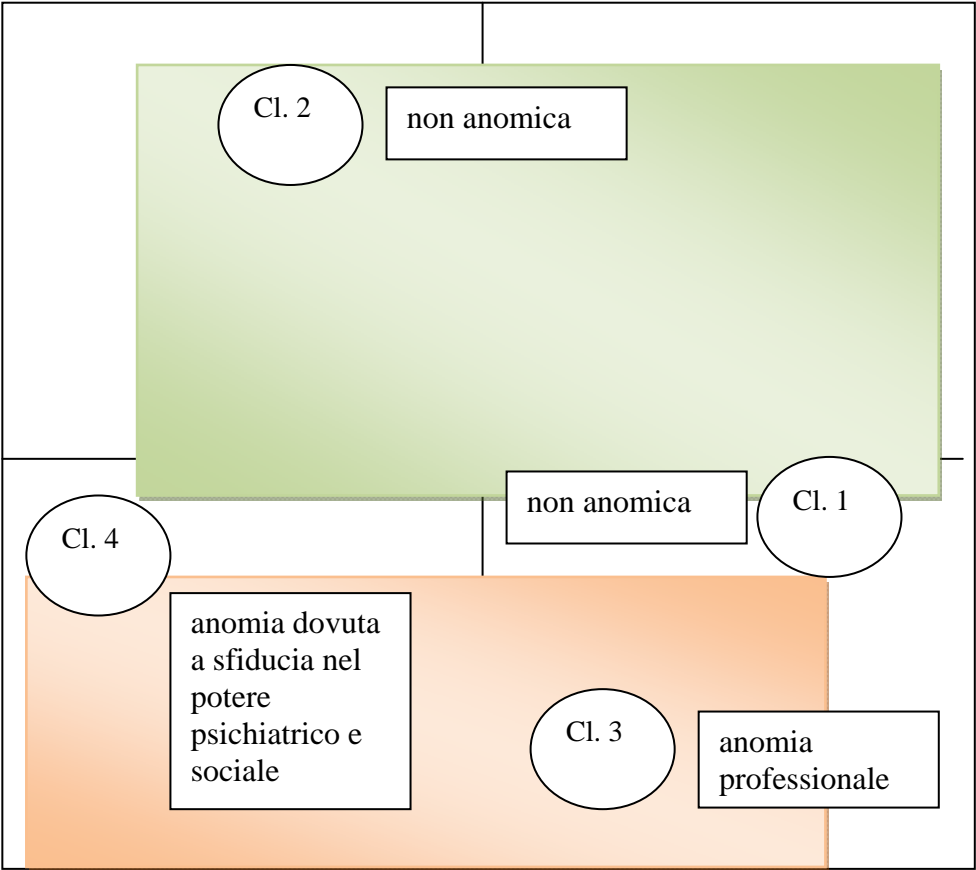 Cl. 2
non anomica
non anomica
Cl. 1
Cl. 4
anomia dovuta
a sfiducia nel
potere
psichiatrico e
sociale
Cl. 3
anomia
professionale